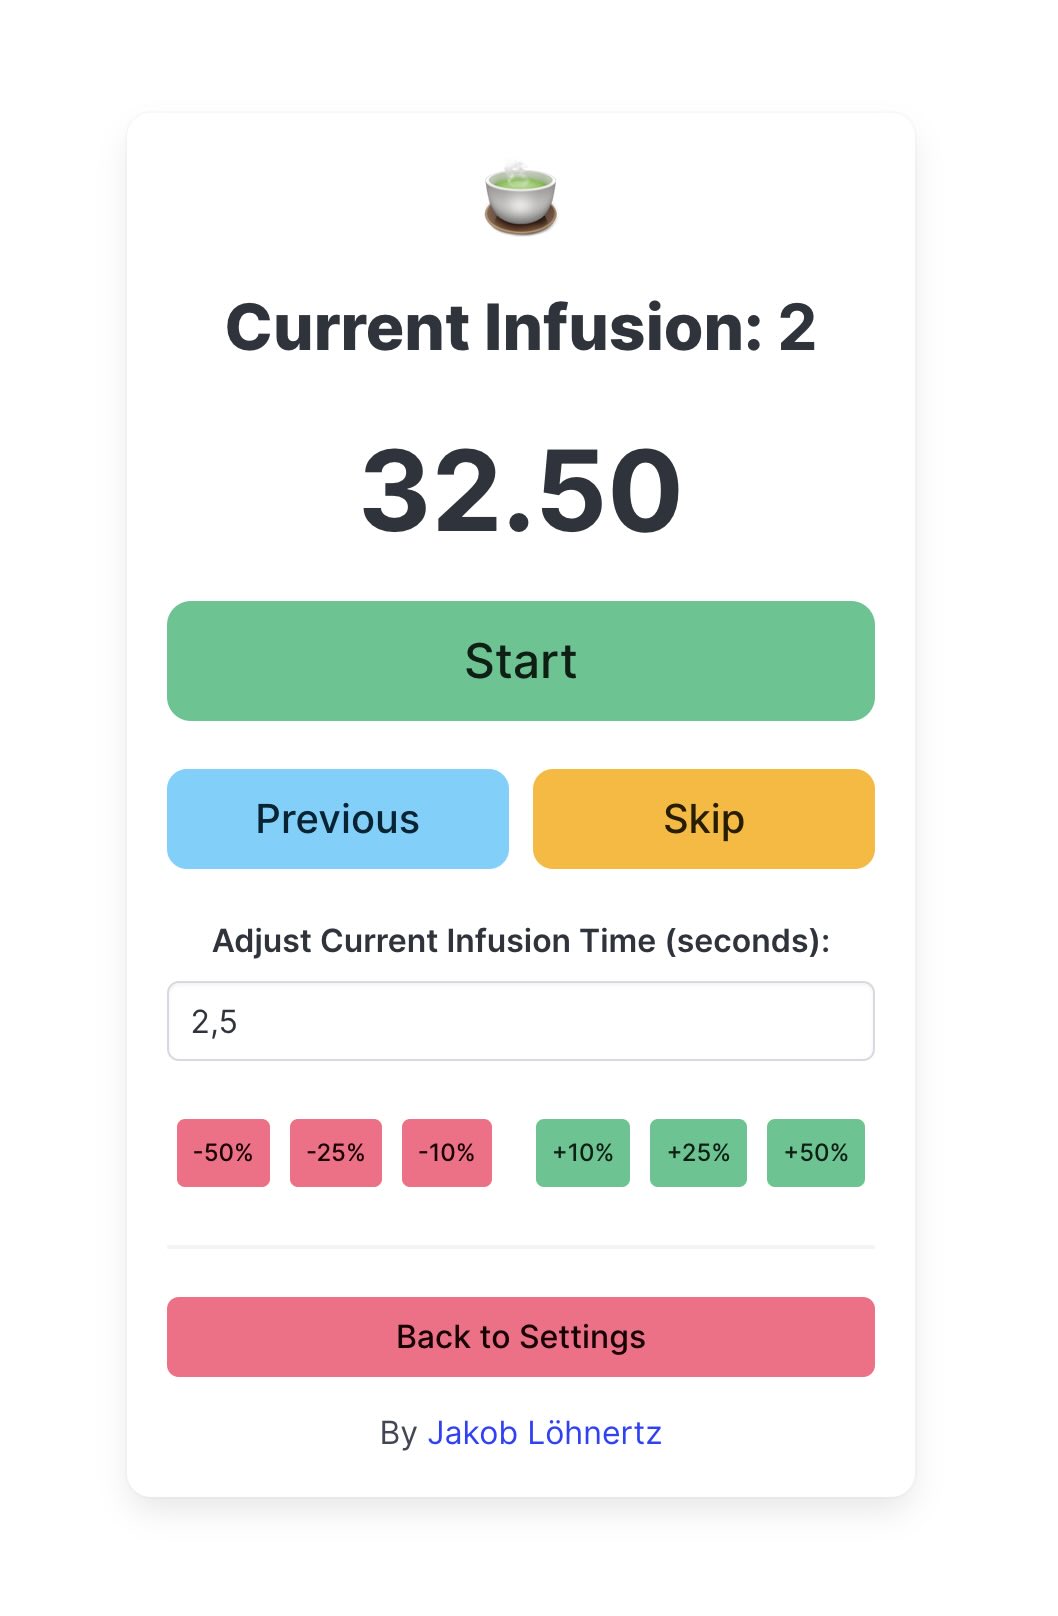 Current Infusion: 2
32.50
Start
Previous
Skip
Adjust Current Infusion Time (seconds):
2,5
-50%
-25%
-10%
+10%
+25%
+50%
Back to Settings
By Jakob Löhnertz